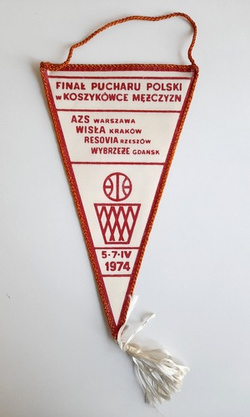 FINAŁ PUCHARU POLSKI
W KOSZYKÓWCE MĘŻCZYZN
AZS WARSZAWA
WISŁA KRAKÓW
RESOVIA RZESZÓW
WYBRZEŻE GDAŃSK
5-7-IV
1974